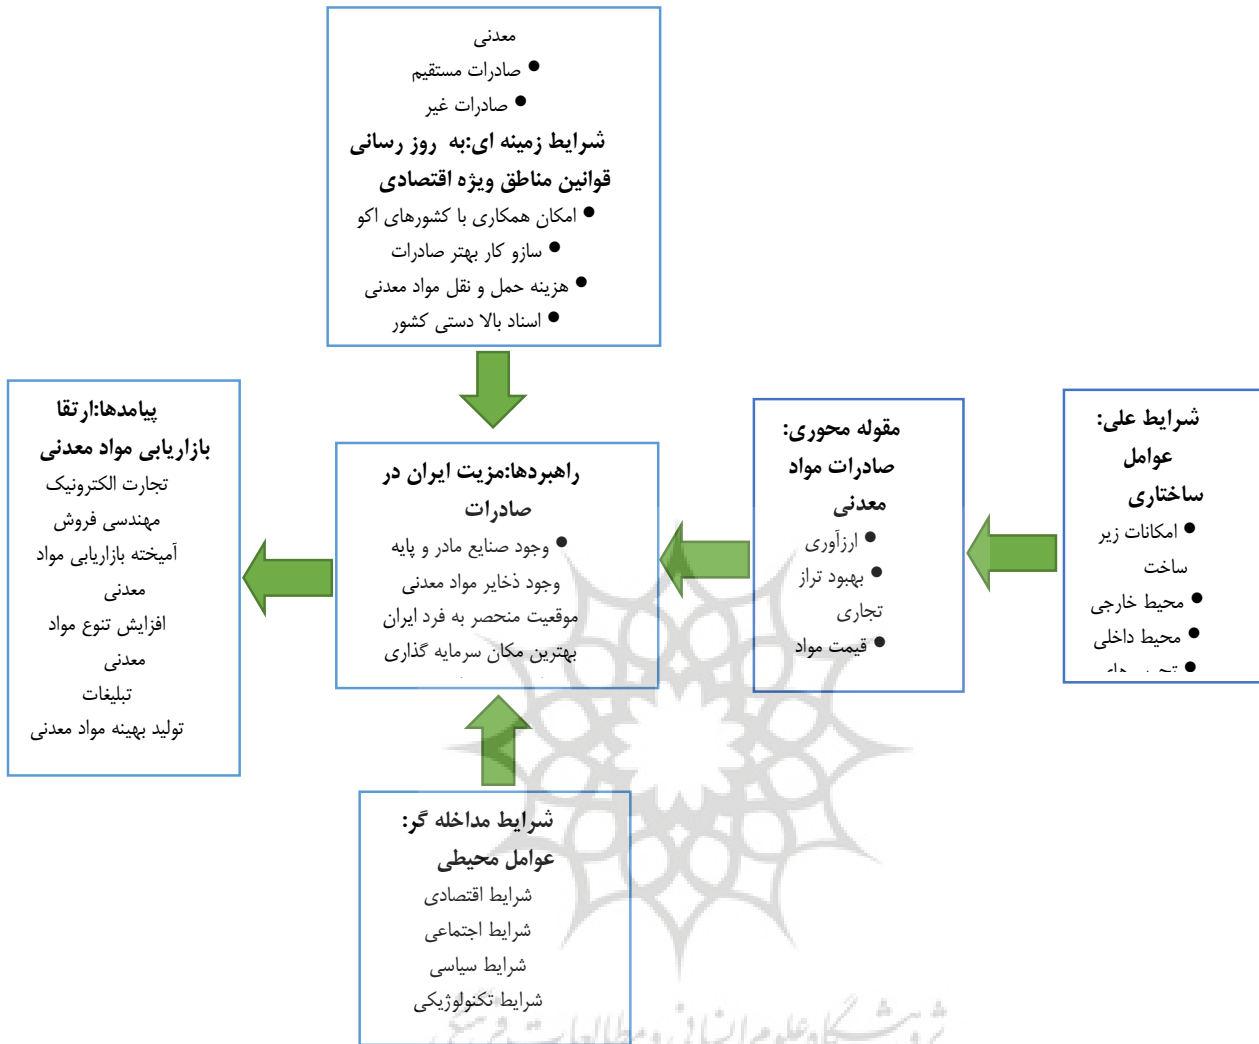 معدنی
● صادرات مستقیم
● صادرات غیر
شرایط زمینه ای:به روز رسانی
قوانین مناطق ویژه اقتصادی
● امکان همکاری با کشورهای اکو
● سازو کار بهتر صادرات
● هزینه حمل و نقل مواد معدنی
● اسناد بالا دستی کشور
شرایط علی:
عوامل
ساختاری
● امکانات زیر
ساخت
● محیط خارجی
● محیط داخلی
مقوله محوری:
صادرات مواد
معدنی
● ارزآوری
● بهبود تراز
تجاری
● قیمت مواد
راهبردها:مزیت ایران در
صادرات
● وجود صنایع مادر و پایه
وجود ذخایر مواد معدنی
موقعیت منحصر به فرد ایران
بهترین مکان سرمایه گذاری
پیامدها:ارتقا
بازاریابی مواد معدنی
تجارت الکترونیک
مهندسی فروش
آمیخته بازاریابی مواد
معدنی
افزایش تنوع مواد
معدنی
تبلیغات
تولید بهینه مواد معدنی
شرایط مداخله گر:
عوامل محیطی
شرایط اقتصادی
شرایط اجتماعی
شرایط سیاسی
شرایط تکنولوژیکی
پژوهشگاه علوم انسانی و مطالعات فرهنگی